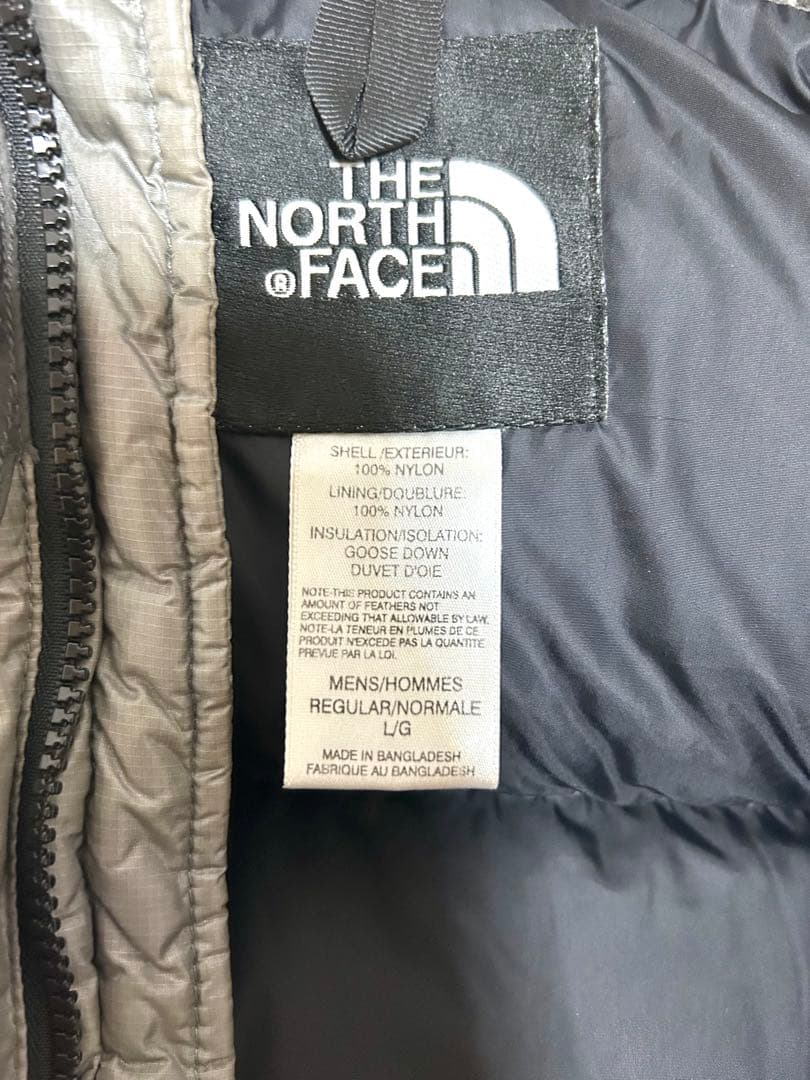 THE
NORTH
® FACE
SHELL/EXTERIEUR:
100% NYLON
LINING/DOUBLURE:
100% NYLON
INSULATION/ISOLATION:
GOOSE DOWN
DUVET D'OIE
NOTE-THIS PRODUCT CONTAINS AN
AMOUNT OF FEATHERS NOT
EXCEEDING THAT ALLOWABLE BY LAW.
NOTE-LA TENEUR EN PLUMES DE CE
PRODUIT N'EXCEDE PAS LA QUANTITE
PREVUE PAR LA LOI.
MENS/HOMMES
REGULAR/NORMALE
L/G
MADE IN BANGLADESH
FABRIQUE AU BANGLADESH